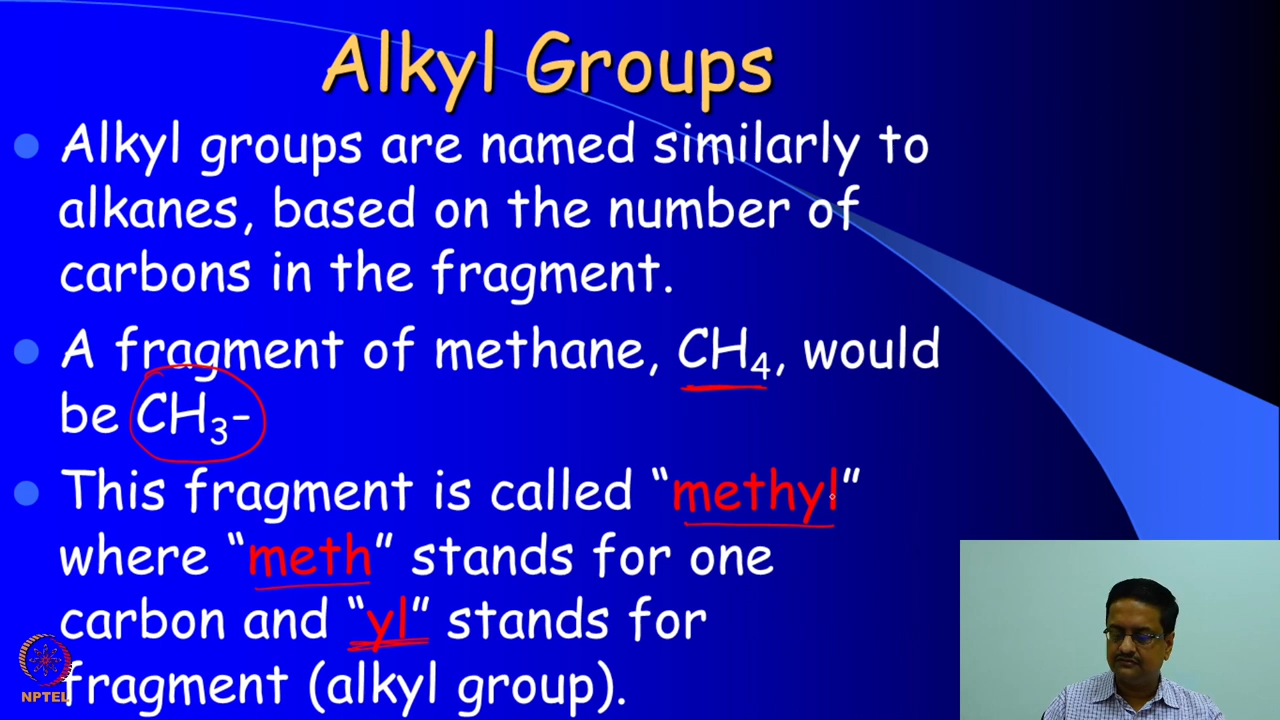 Alkyl Groups
Alkyl groups are named similarly to
alkanes, based on the number of
carbons in the fragment.
A fragment of methane, CH₄, would
be CH₃-
This fragment is called “methyl”
where “meth” stands for one
carbon and “yl” stands for
fragment (alkyl group).
NPTEL